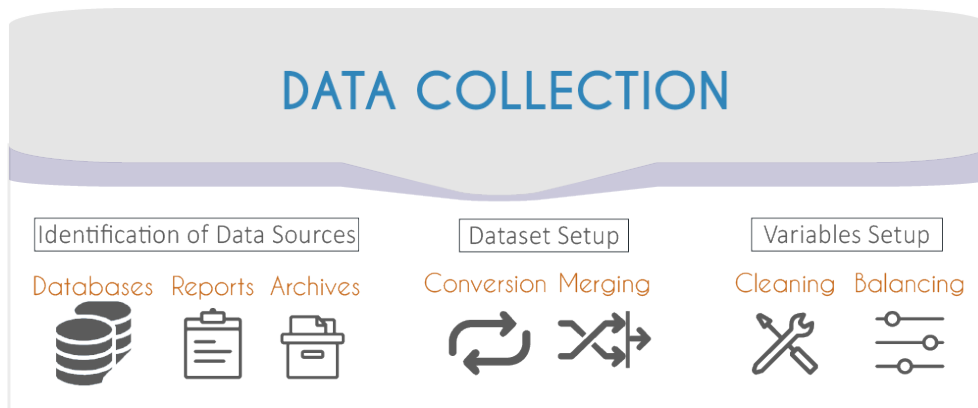 DATA COLLECTION
Identification of Data Sources
Dataset Setup
Variables Setup
Databases Reports Archives
Conversion Merging
Cleaning Balancing